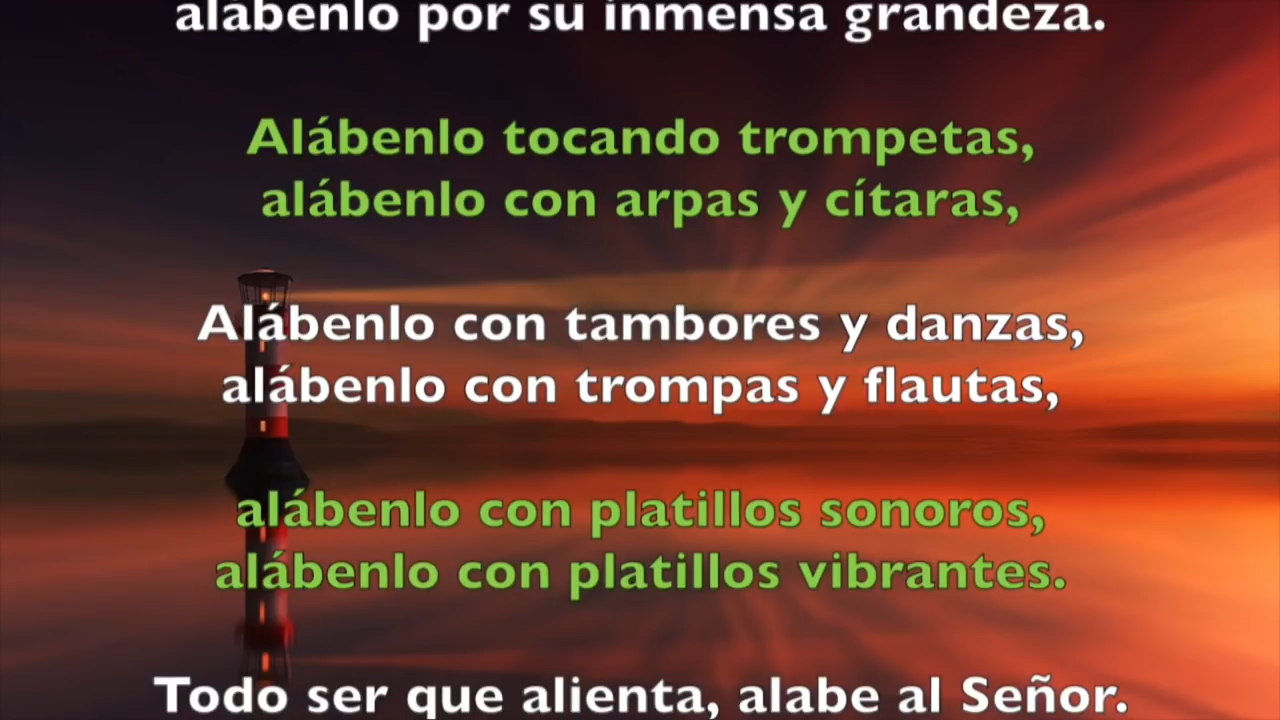 alábenlo por su inmensa grandeza.
Alábenlo tocando trompetas,
alábenlo con arpas y cítaras,
Alábenlo con tambores y danzas,
alábenlo con trompas y flautas,
alábenlo con platillos sonoros,
alábenlo con platillos vibrantes.
Todo ser que alienta, alabe al Señor.